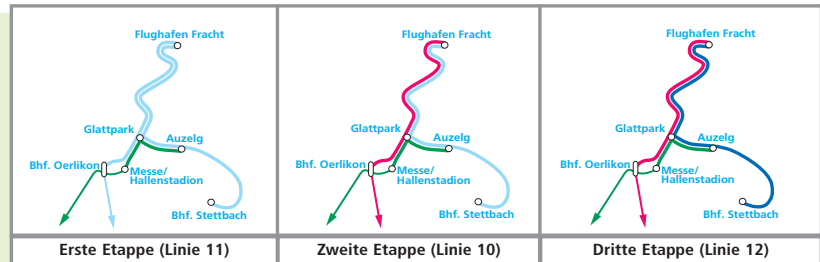 Flughafen Fracht
Glattpark
Auzelg
Bhf. Oerlikon
Messe/
Hallenstadion
Bhf. Stettbach
Erste Etappe (Linie 11)
Flughafen Fracht
Glattpark
Auzelg
Bhf. Oerlikon
Messe/
Hallenstadion
Bhf. Stettbach
Zweite Etappe (Linie 10)
Flughafen Fracht
Glattpark
Auzelg
Bhf. Oerlikon
Messe/
Hallenstadion
Bhf. Stettbach
Dritte Etappe (Linie 12)